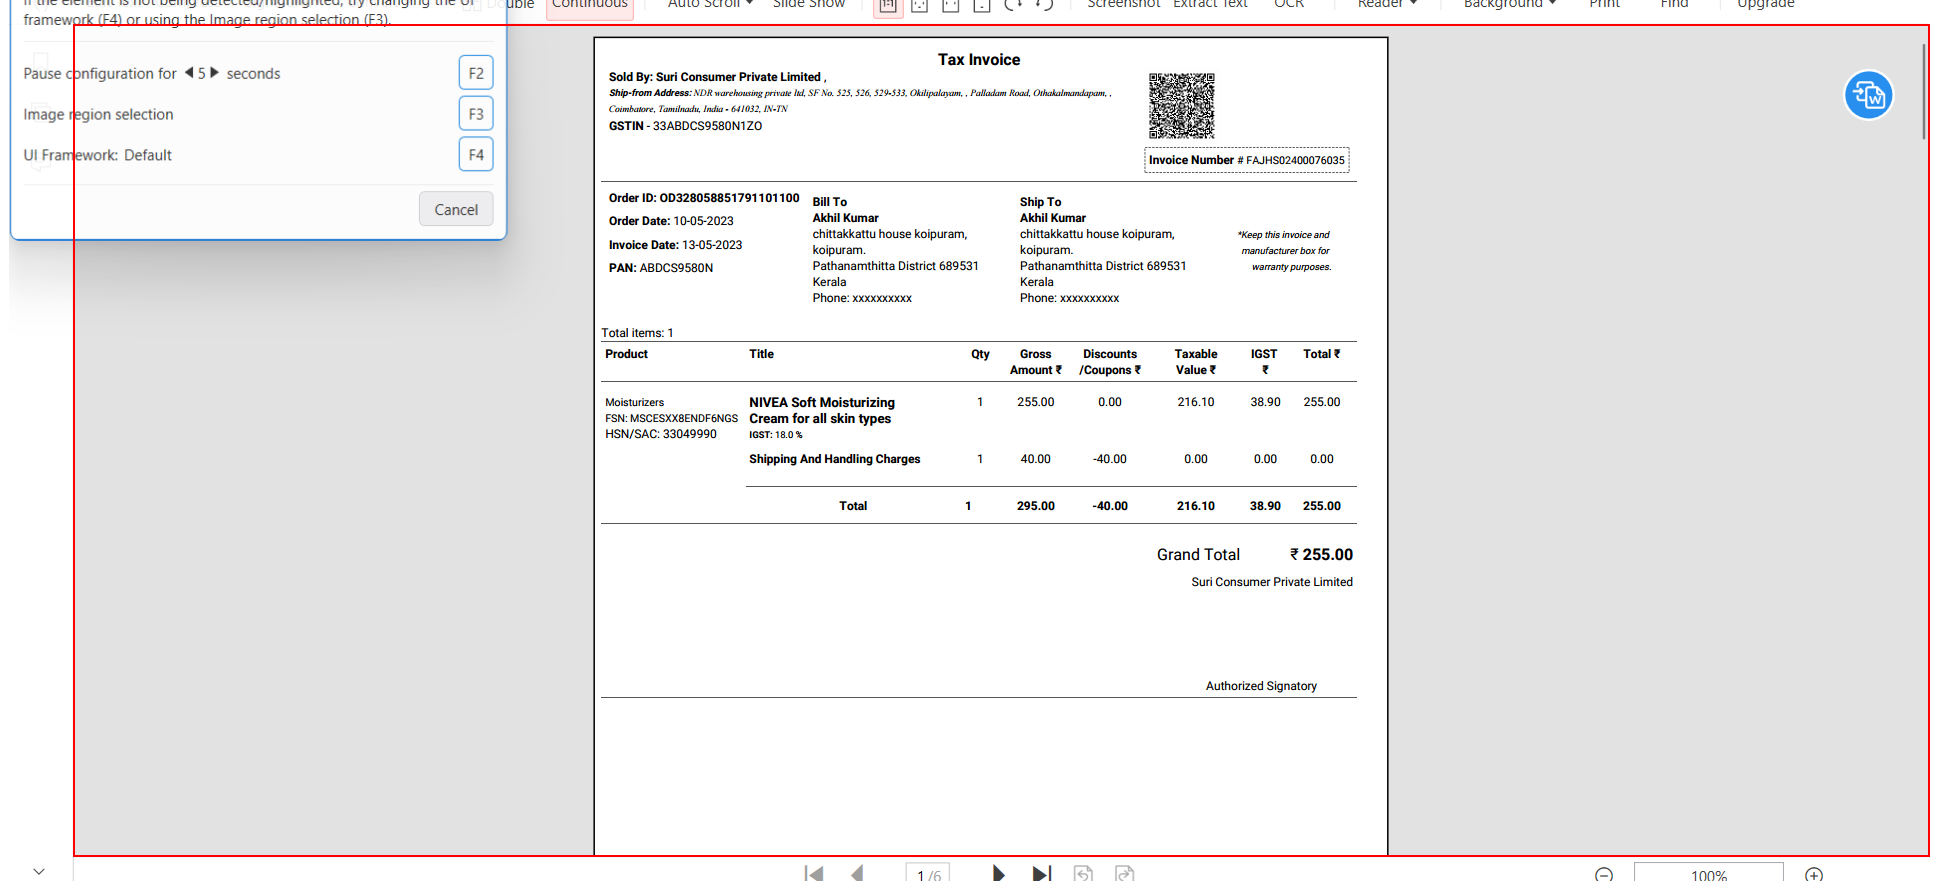 If the element is not being detected/highlighted, try changing the UI
framework (F4) or using the Image region selection (F3).
Pause configuration for 5 seconds F2
Image region selection F3
UI Framework: Default F4
Cancel
Double Continuous Auto Scroll Slide Show 1:1 Screenshot Extract Text OCR Reader Background Print Find Upgrade
Tax Invoice
Sold By: Suri Consumer Private Limited ,
Ship-from Address: NDR warehousing private ltd, SF No. 525, 526, 529-533, Okilipalayam, , Palladam Road, Othakalmandapam, ,
Coimbatore, Tamilnadu, India - 641032, IN-TN
GSTIN - 33ABDCS9580N1ZO
Invoice Number # FAJHS02400076035
Order ID: OD328058851791101100
Order Date: 10-05-2023
Invoice Date: 13-05-2023
PAN: ABDCS9580N
Bill To
Akhil Kumar
chittakkattu house koipuram,
koipuram.
Pathanamthitta District 689531
Kerala
Phone: xxxxxxxxxx
Ship To
Akhil Kumar
chittakkattu house koipuram,
koipuram.
Pathanamthitta District 689531
Kerala
Phone: xxxxxxxxxx
*Keep this invoice and
manufacturer box for
warranty purposes.
Total items: 1
Product Title Qty Gross Amount ₹ Discounts /Coupons ₹ Taxable Value ₹ IGST ₹ Total ₹
Moisturizers
FSN: MSCESXX8ENDF6NGS
HSN/SAC: 33049990
NIVEA Soft Moisturizing 1 255.00 0.00 216.10 38.90 255.00
Cream for all skin types
IGST: 18.0 %
Shipping And Handling Charges 1 40.00 -40.00 0.00 0.00 0.00
Total 1 295.00 -40.00 216.10 38.90 255.00
Grand Total ₹ 255.00
Suri Consumer Private Limited
Authorized Signatory
W
1 /6 100%